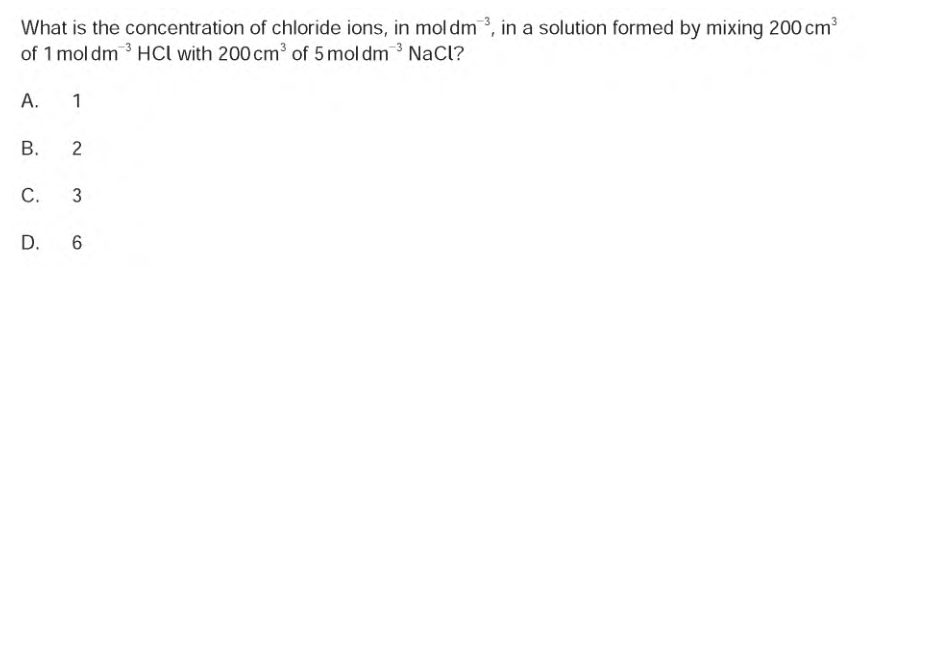 What is the concentration of chloride ions, in mol dm⁻³, in a solution formed by mixing 200 cm³
of 1 mol dm⁻³ HCl with 200 cm³ of 5 mol dm⁻³ NaCl?
A. 1
B. 2
C. 3
D. 6